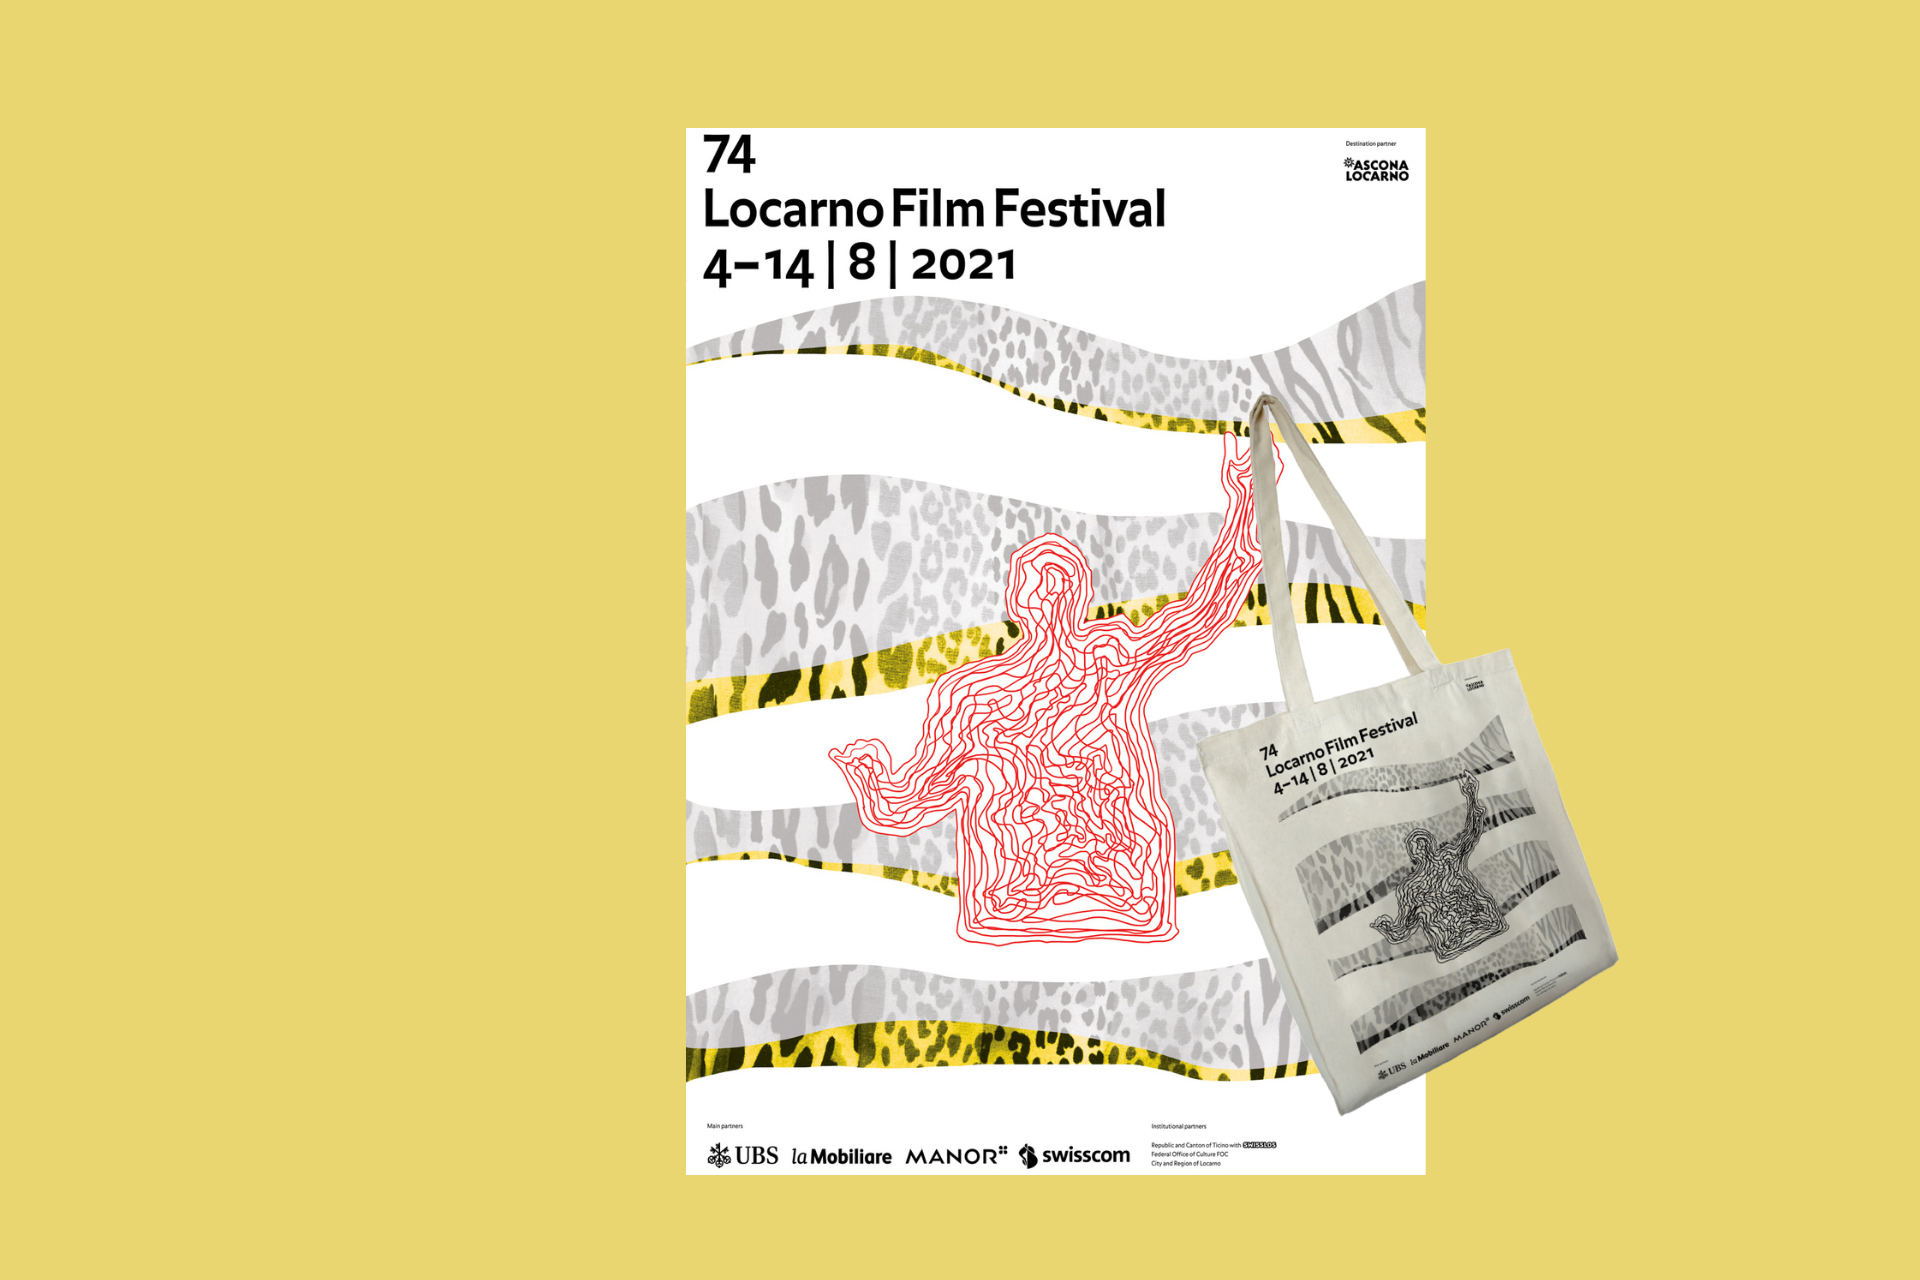 74
Locarno Film Festival
4–14 | 8 | 2021
Destination partner
ASCONA
LOCARNO
74
Locarno Film Festival
4–14 | 8 | 2021
ASCONA
LOCARNO
UBS la Mobiliare MANOR swisscom
Main partners
UBS la Mobiliare MANOR swisscom
Institutional partners
Republic and Canton of Ticino with SWISSLOS
Federal Office of Culture FOC
City and Region of Locarno